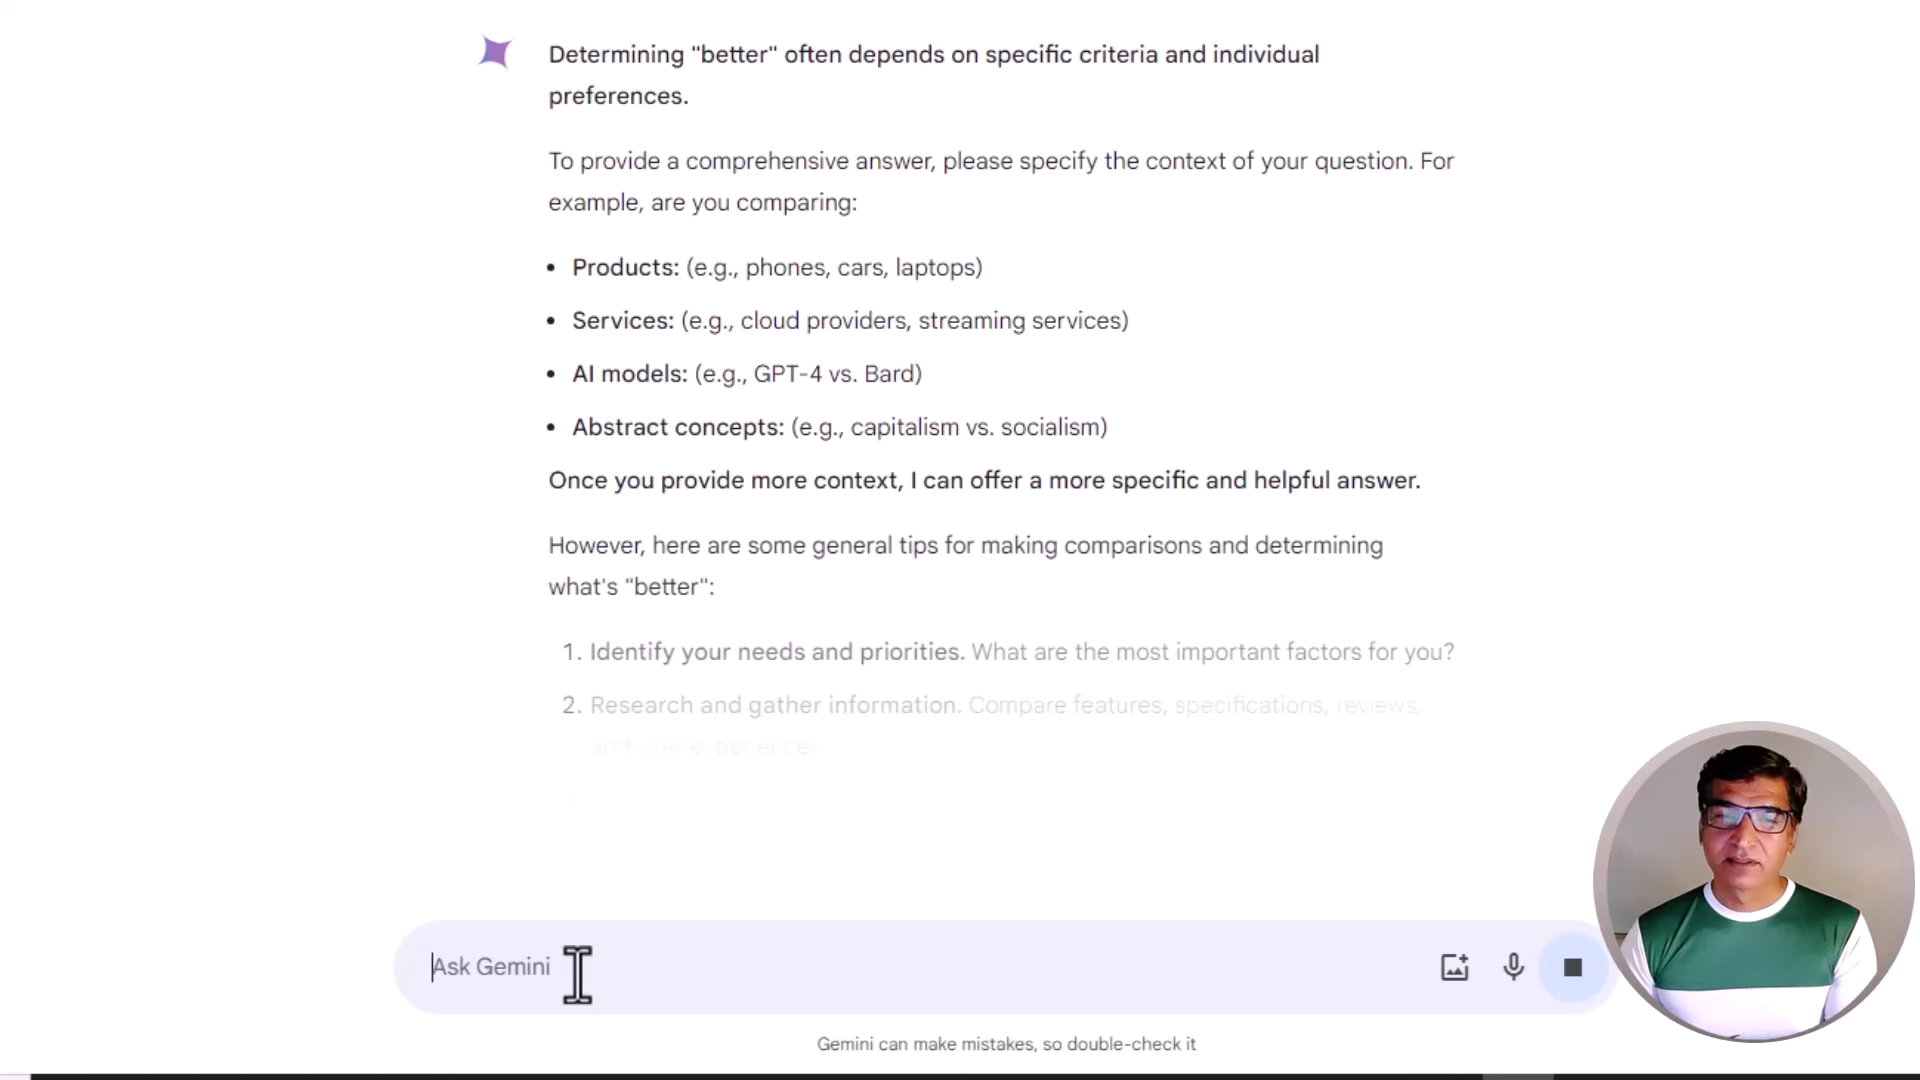 Determining "better" often depends on specific criteria and individual
preferences.
To provide a comprehensive answer, please specify the context of your question. For
example, are you comparing:
• Products: (e.g., phones, cars, laptops)
• Services: (e.g., cloud providers, streaming services)
• AI models: (e.g., GPT-4 vs. Bard)
• Abstract concepts: (e.g., capitalism vs. socialism)
Once you provide more context, I can offer a more specific and helpful answer.
However, here are some general tips for making comparisons and determining
what's "better":
1. Identify your needs and priorities. What are the most important factors for you?
2. Research and gather information. Compare features, specifications, reviews,
and user experiences.
Ask Gemini
Gemini can make mistakes, so double-check it